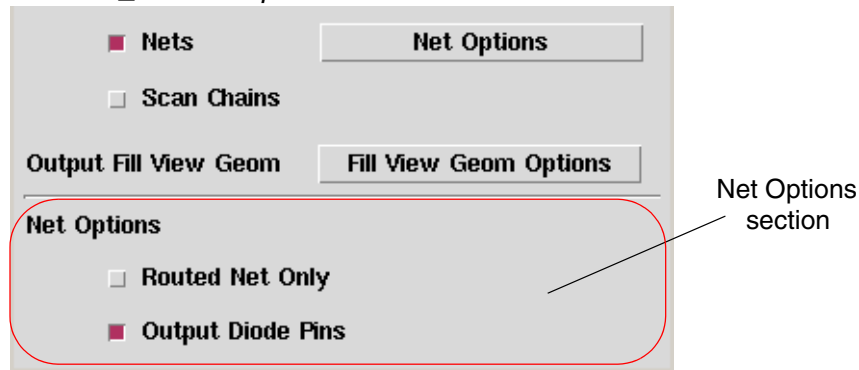 Nets
Net Options
Scan Chains
Output Fill View Geom
Fill View Geom Options
Net Options
Routed Net Only
Output Diode Pins
Net Options
section